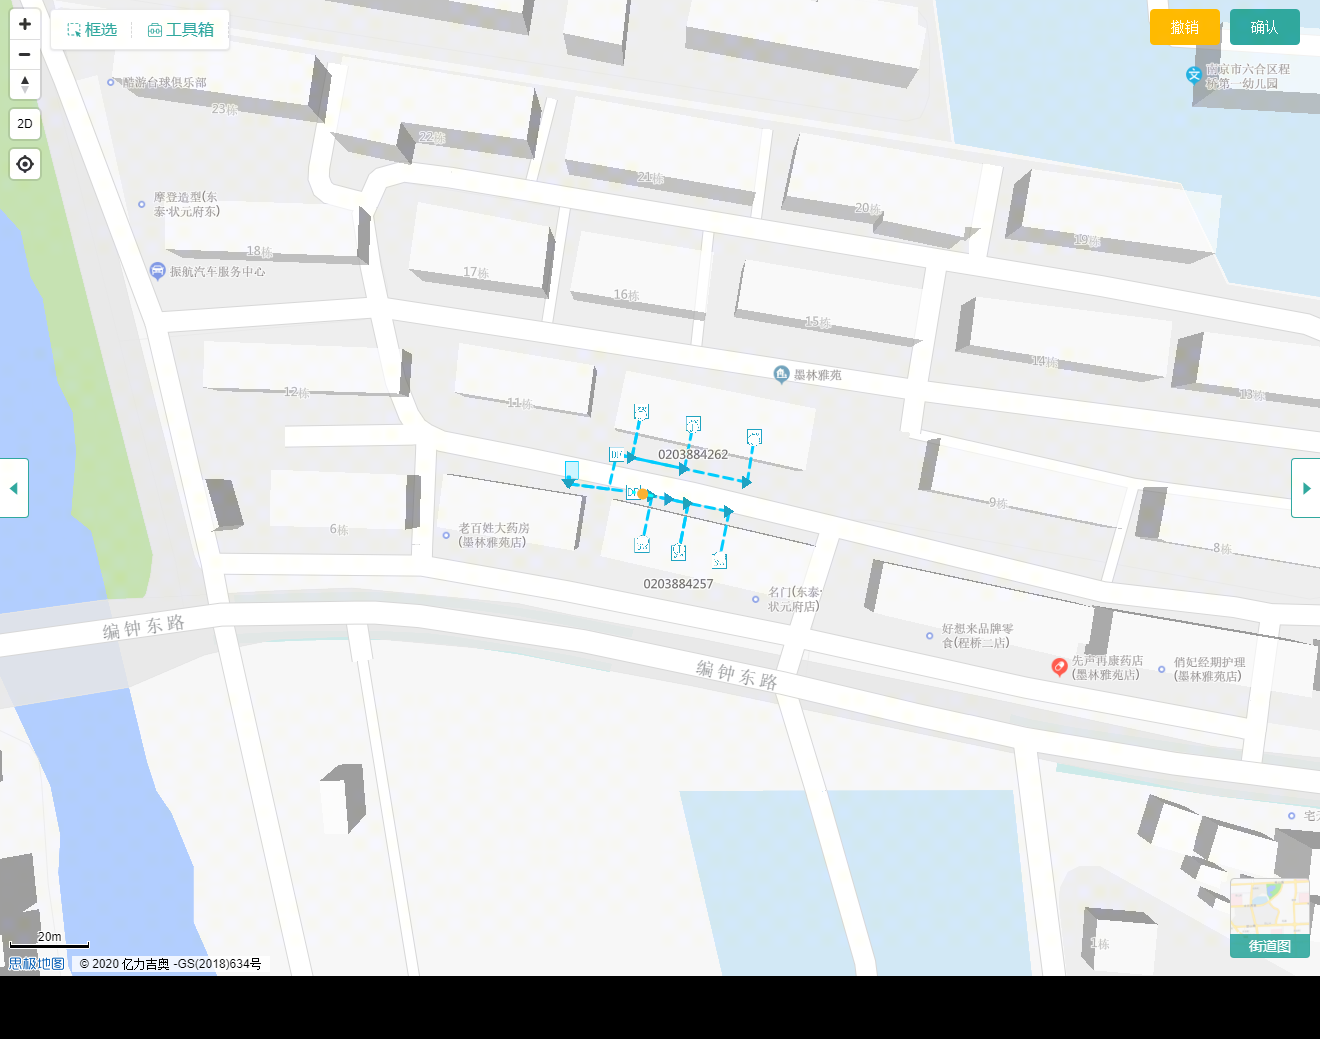 框选
工具箱
撤销
确认
2D
酷游台球俱乐部
23栋
22栋
21栋
20栋
19栋
南京市六合区程
桥第一幼儿园
摩登造型(东
泰·状元府东)
18栋
17栋
16栋
15栋
14栋
13栋
振航汽车服务中心
墨林雅苑
12栋
11栋
0203884262
9栋
8栋
6栋
老百姓大药房
(墨林雅苑店)
0203884257
名门(东泰·
状元府店)
好想来品牌零
食(程桥二店)
先声再康药店
(墨林雅苑店)
俏妃经期护理
(墨林雅苑店)
编钟东路
编钟东路
1栋
街道图
20m
思极地图
© 2020 亿力吉奥 -GS(2018)634号